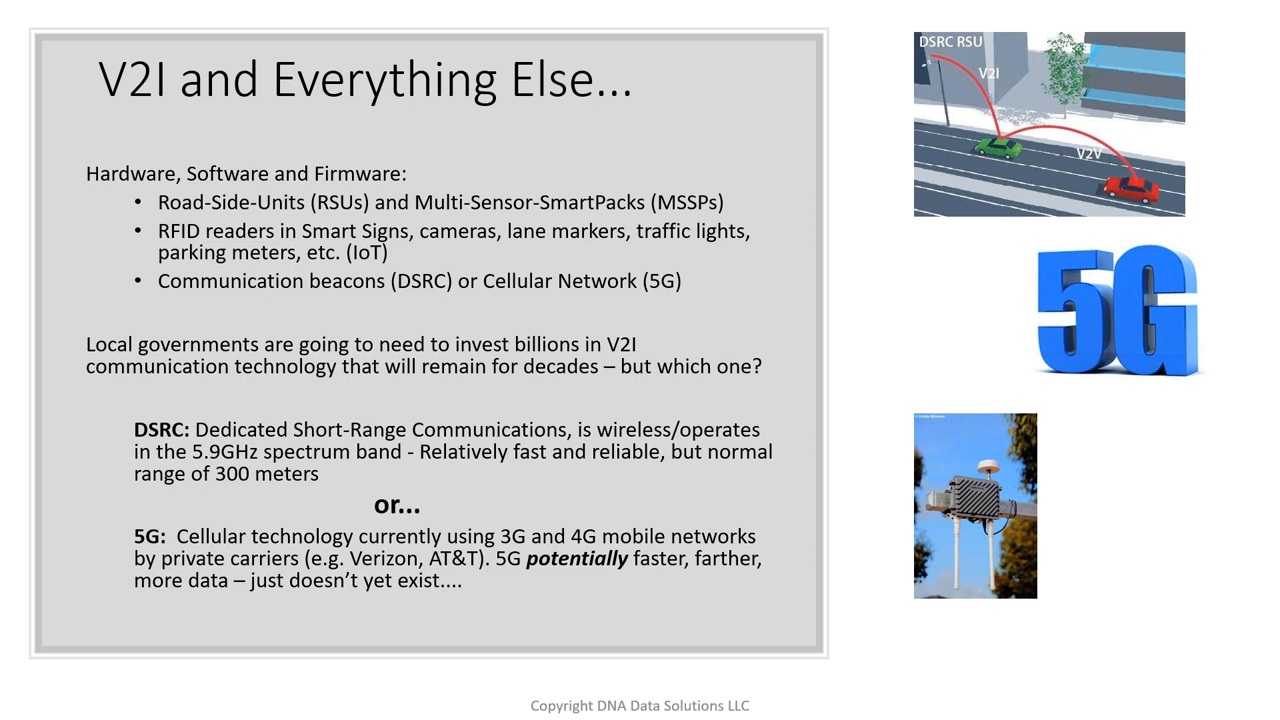 V2I and Everything Else...
Hardware, Software and Firmware:
• Road-Side-Units (RSUs) and Multi-Sensor-SmartPacks (MSSPs)
• RFID readers in Smart Signs, cameras, lane markers, traffic lights,
parking meters, etc. (IoT)
• Communication beacons (DSRC) or Cellular Network (5G)
Local governments are going to need to invest billions in V2I
communication technology that will remain for decades – but which one?
DSRC: Dedicated Short-Range Communications, is wireless/operates
in the 5.9GHz spectrum band - Relatively fast and reliable, but normal
range of 300 meters
or...
5G: Cellular technology currently using 3G and 4G mobile networks
by private carriers (e.g. Verizon, AT&T). 5G potentially faster, farther,
more data – just doesn’t yet exist....
DSRC RSU
V2I
V2V
5G
Copyright DNA Data Solutions LLC